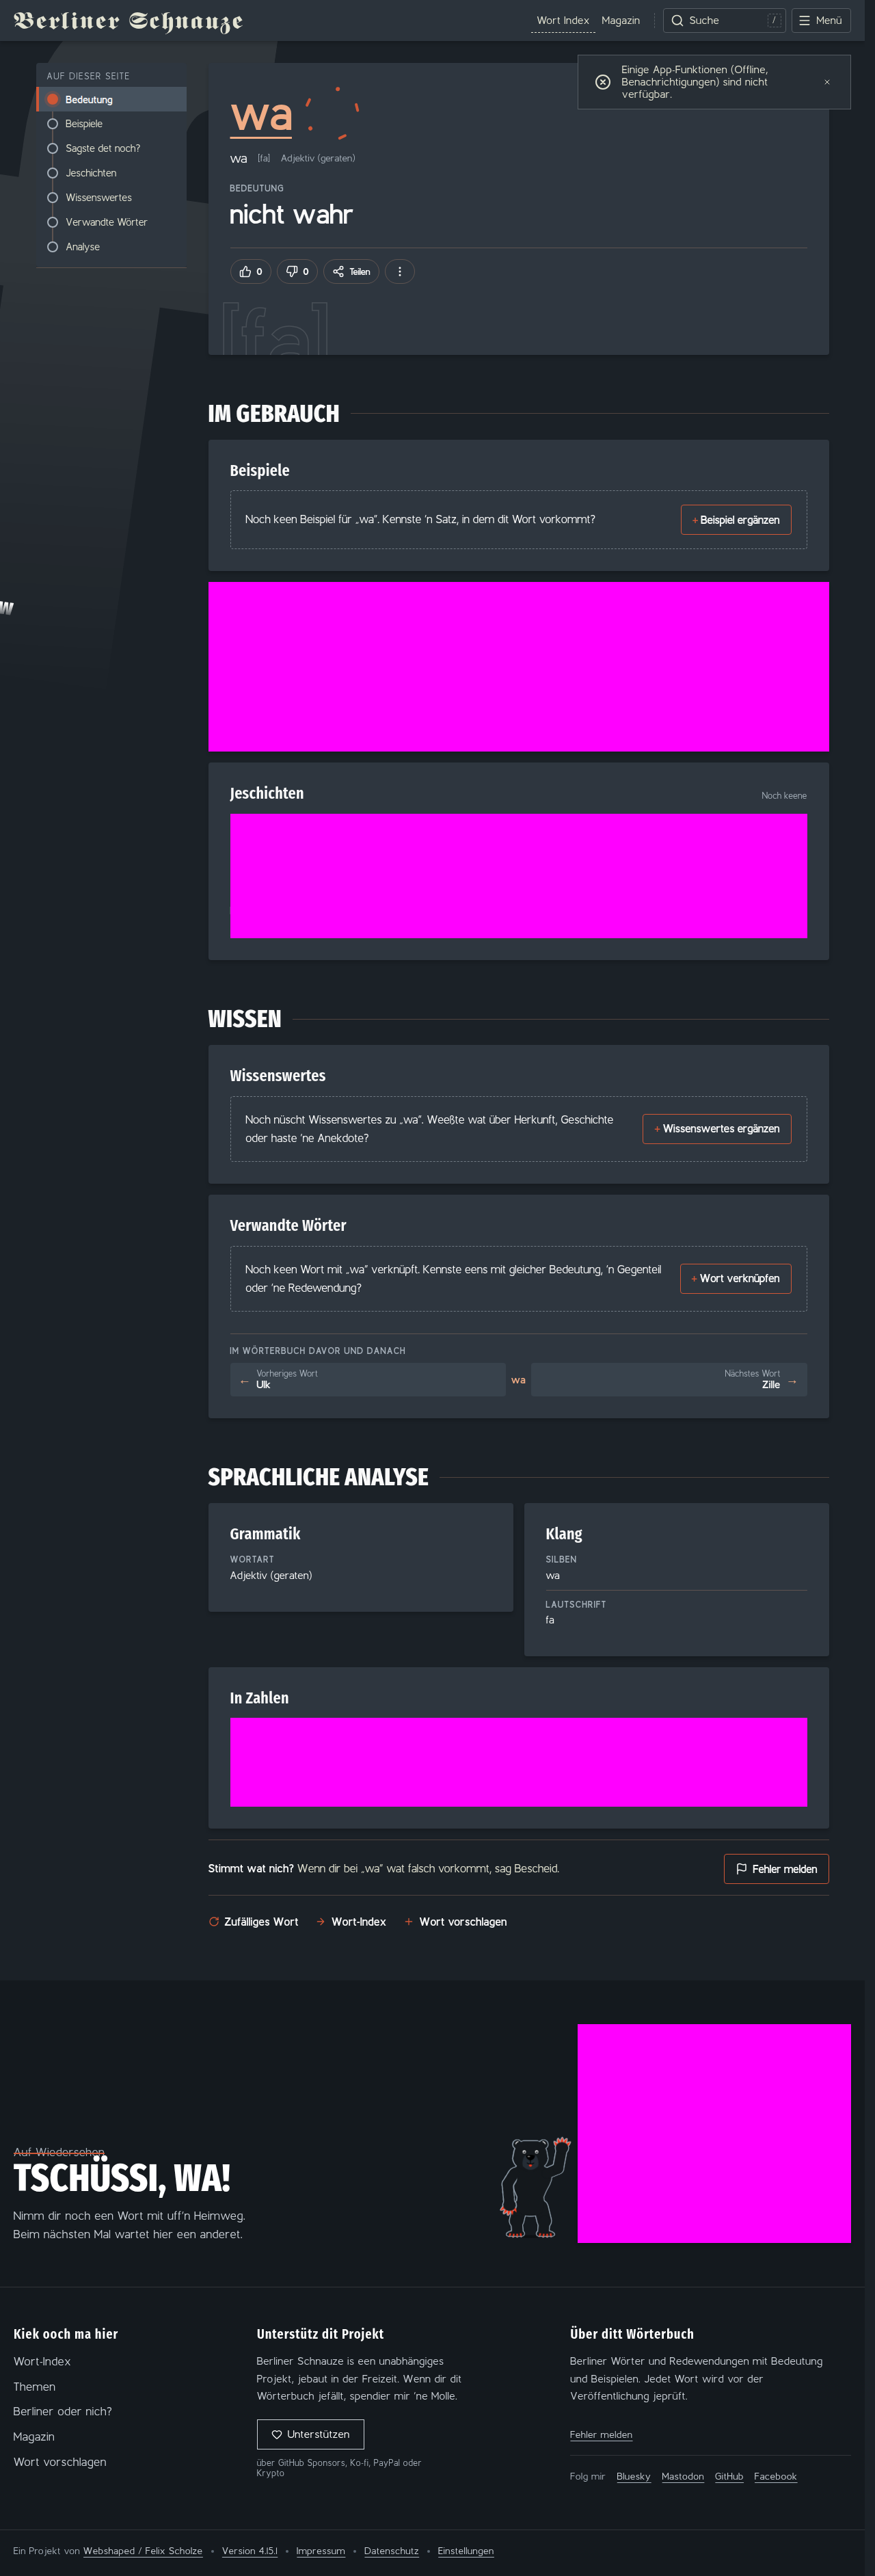 Berliner Schnauze
Wort Index
Magazin
Suche
/
Menü
AUF DIESER SEITE
Bedeutung
Beispiele
Sagste det noch?
Jeschichten
Wissenswertes
Verwandte Wörter
Analyse
Einige App-Funktionen (Offline,
Benachrichtigungen) sind nicht
verfügbar.
wa
wa [fa] Adjektiv (geraten)
BEDEUTUNG
nicht wahr
0
0
Teilen
[fa]
IM GEBRAUCH
Beispiele
Noch keen Beispiel für „wa“. Kennste ’n Satz, in dem dit Wort vorkommt?
+ Beispiel ergänzen
w
Jeschichten
Noch keene
WISSEN
Wissenswertes
Noch nüscht Wissenswertes zu „wa“. Weeßte wat über Herkunft, Geschichte
oder haste ’ne Anekdote?
+ Wissenswertes ergänzen
Verwandte Wörter
Noch keen Wort mit „wa“ verknüpft. Kennste eens mit gleicher Bedeutung, ’n Gegenteil
oder ’ne Redewendung?
+ Wort verknüpfen
IM WÖRTERBUCH DAVOR UND DANACH
← Vorheriges Wort
Ulk
wa
Nächstes Wort
Zille →
SPRACHLICHE ANALYSE
Grammatik
WORTART
Adjektiv (geraten)
Klang
SILBEN
wa
LAUTSCHRIFT
fa
In Zahlen
Stimmt wat nich? Wenn dir bei „wa“ wat falsch vorkommt, sag Bescheid.
Fehler melden
Zufälliges Wort
Wort-Index
Wort vorschlagen
Auf Wiedersehen
TSCHÜSSI, WA!
Nimm dir noch een Wort mit uff’n Heimweg.
Beim nächsten Mal wartet hier een anderet.
Kiek ooch ma hier
Wort-Index
Themen
Berliner oder nich?
Magazin
Wort vorschlagen
Unterstütz dit Projekt
Berliner Schnauze is een unabhängiges
Projekt, jebaut in der Freizeit. Wenn dir dit
Wörterbuch jefällt, spendier mir ’ne Molle.
Unterstützen
über GitHub Sponsors, Ko-fi, PayPal oder
Krypto
Über ditt Wörterbuch
Berliner Wörter und Redewendungen mit Bedeutung
und Beispielen. Jedet Wort wird vor der
Veröffentlichung jeprüft.
Fehler melden
Folg mir Bluesky Mastodon GitHub Facebook
Ein Projekt von Webshaped / Felix Scholze • Version 4.15.1 • Impressum • Datenschutz • Einstellungen